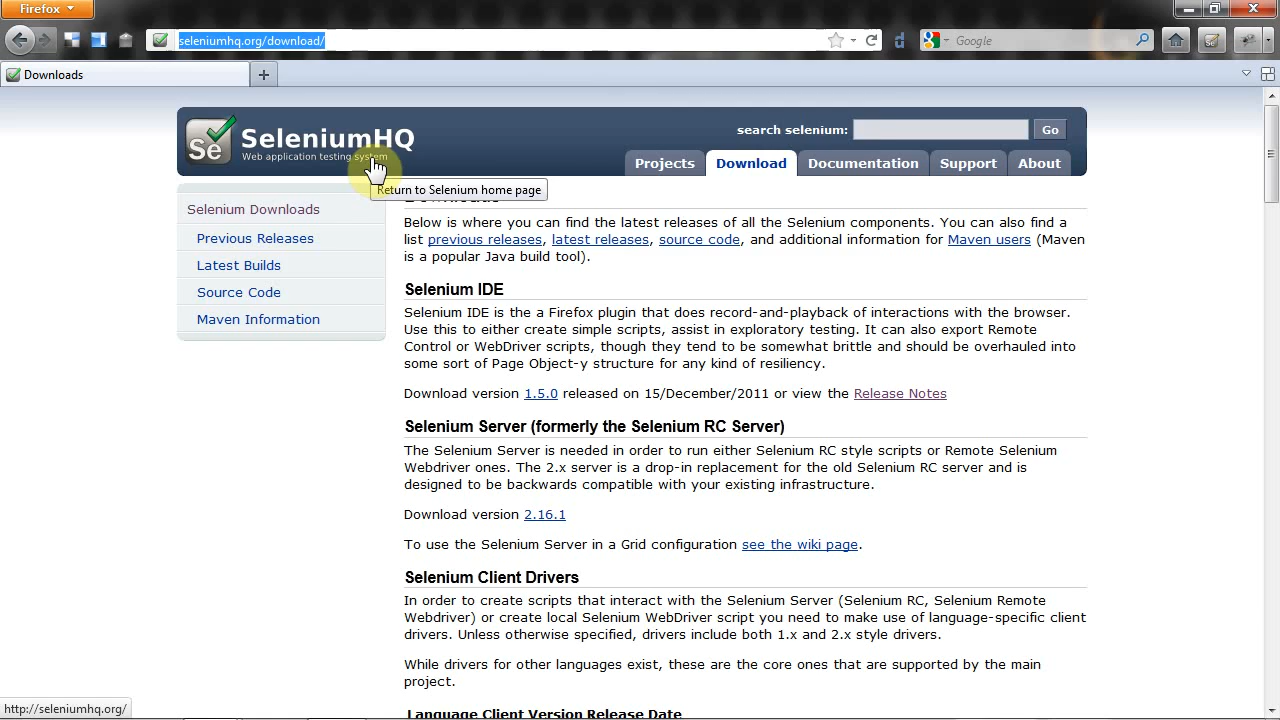 Firefox
seleniumhq.org/download/
Google
Downloads
Se
SeleniumHQ
Web application testing system
search selenium:
Go
Projects
Download
Documentation
Support
About
Return to Selenium home page
Selenium Downloads
Previous Releases
Latest Builds
Source Code
Maven Information
Downloads
Below is where you can find the latest releases of all the Selenium components. You can also find a
list previous releases, latest releases, source code, and additional information for Maven users (Maven
is a popular Java build tool).
Selenium IDE
Selenium IDE is the a Firefox plugin that does record-and-playback of interactions with the browser.
Use this to either create simple scripts, assist in exploratory testing. It can also export Remote
Control or WebDriver scripts, though they tend to be somewhat brittle and should be overhauled into
some sort of Page Object-y structure for any kind of resiliency.
Download version 1.5.0 released on 15/December/2011 or view the Release Notes
Selenium Server (formerly the Selenium RC Server)
The Selenium Server is needed in order to run either Selenium RC style scripts or Remote Selenium
Webdriver ones. The 2.x server is a drop-in replacement for the old Selenium RC server and is
designed to be backwards compatible with your existing infrastructure.
Download version 2.16.1
To use the Selenium Server in a Grid configuration see the wiki page.
Selenium Client Drivers
In order to create scripts that interact with the Selenium Server (Selenium RC, Selenium Remote
Webdriver) or create local Selenium WebDriver script you need to make use of language-specific client
drivers. Unless otherwise specified, drivers include both 1.x and 2.x style drivers.
While drivers for other languages exist, these are the core ones that are supported by the main
project.
Language Client Version Release Date
http://seleniumhq.org/